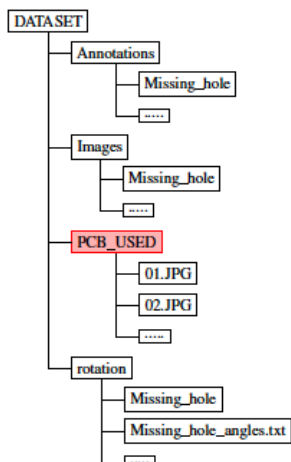 DATASET
Annotations
Missing_hole
.....
Images
Missing_hole
.....
PCB_USED
01.JPG
02.JPG
.....
rotation
Missing_hole
Missing_hole_angles.txt
.....